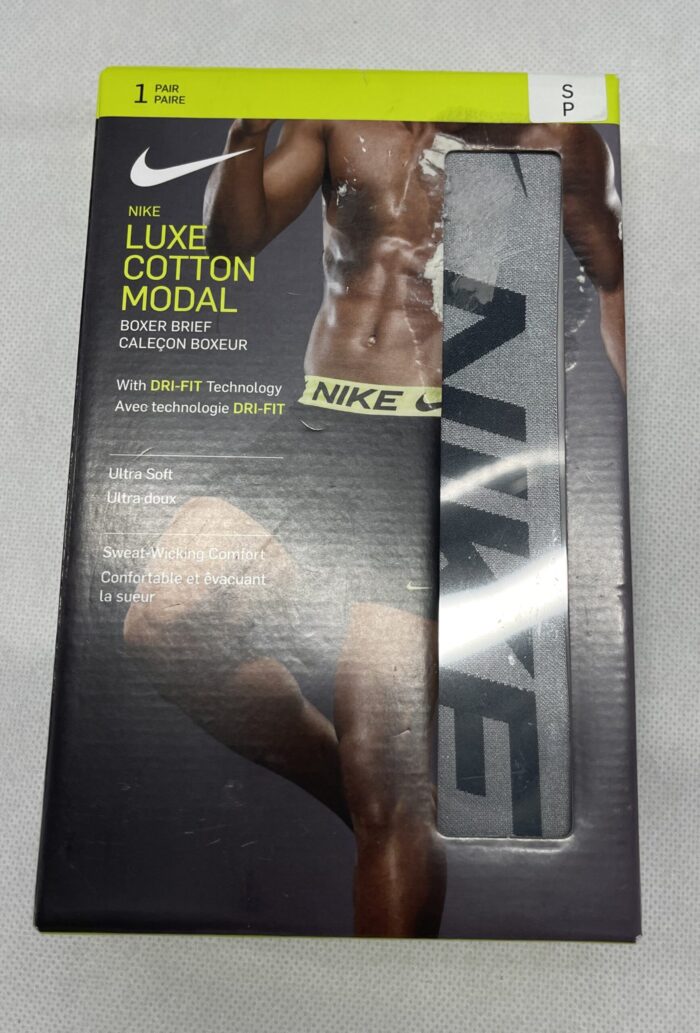 1 PAIR
PAIRE
S
P
NIKE
LUXE
COTTON
MODAL
BOXER BRIEF
CALEÇON BOXEUR
With DRI-FIT Technology
Avec technologie DRI-FIT
NIKE
Ultra Soft
Ultra doux
Sweat-Wicking Comfort
Confortable et évacuant
la sueur
NIKE